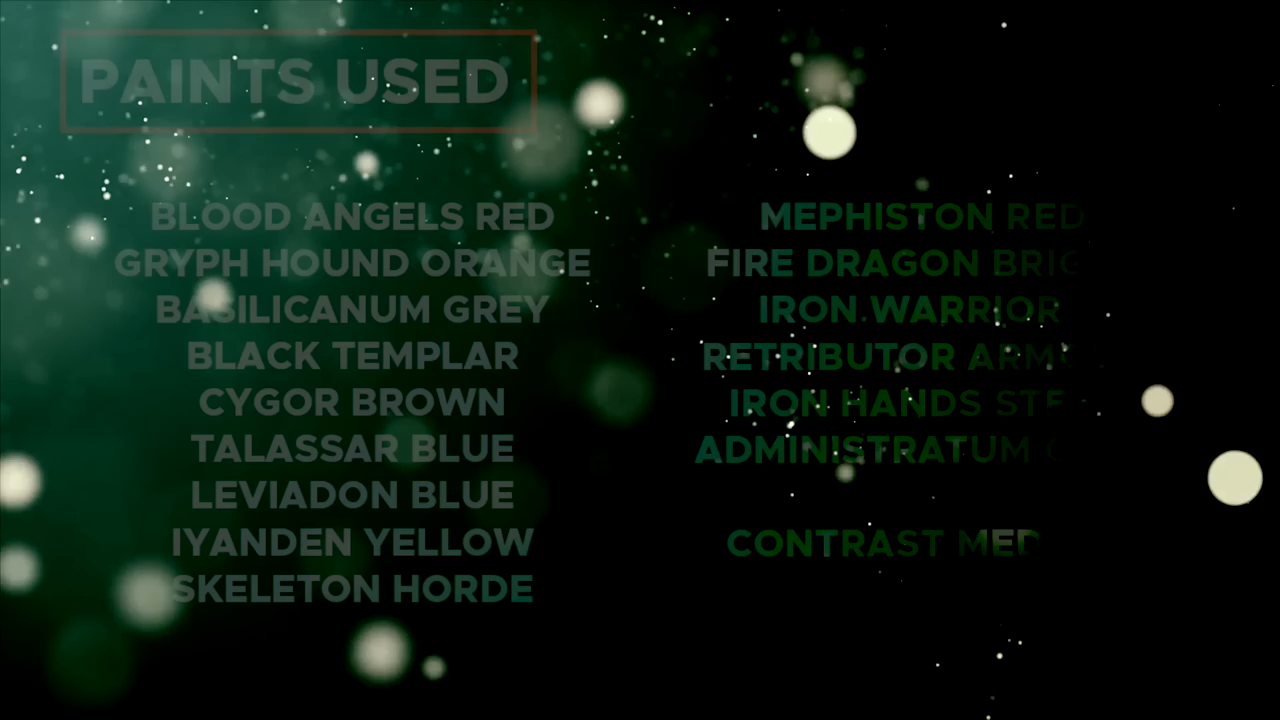 PAINTS USED
BLOOD ANGELS RED
GRYPH HOUND ORANGE
BASILICANUM GREY
BLACK TEMPLAR
CYGOR BROWN
TALASSAR BLUE
LEVIADON BLUE
IYANDEN YELLOW
SKELETON HORDE
MEPHISTON RED
FIRE DRAGON
IRON WARRIOR
RETRIBUTOR
IRON HANDS
ADMINISTRATUM
CONTRAST